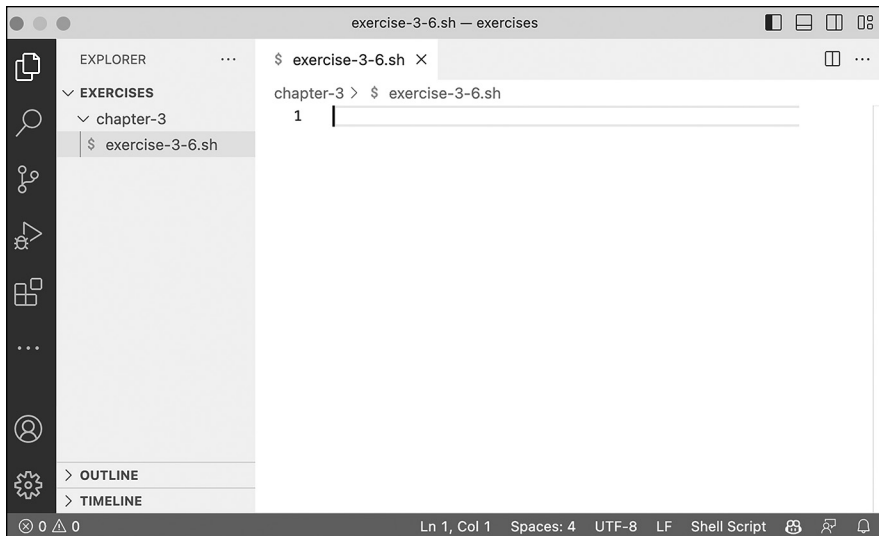 exercise-3-6.sh — exercises
EXPLORER ...
EXERCISES
chapter-3
$ exercise-3-6.sh
OUTLINE
TIMELINE
$ exercise-3-6.sh ×
chapter-3 > $ exercise-3-6.sh
1
0 0 Ln 1, Col 1 Spaces: 4 UTF-8 LF Shell Script